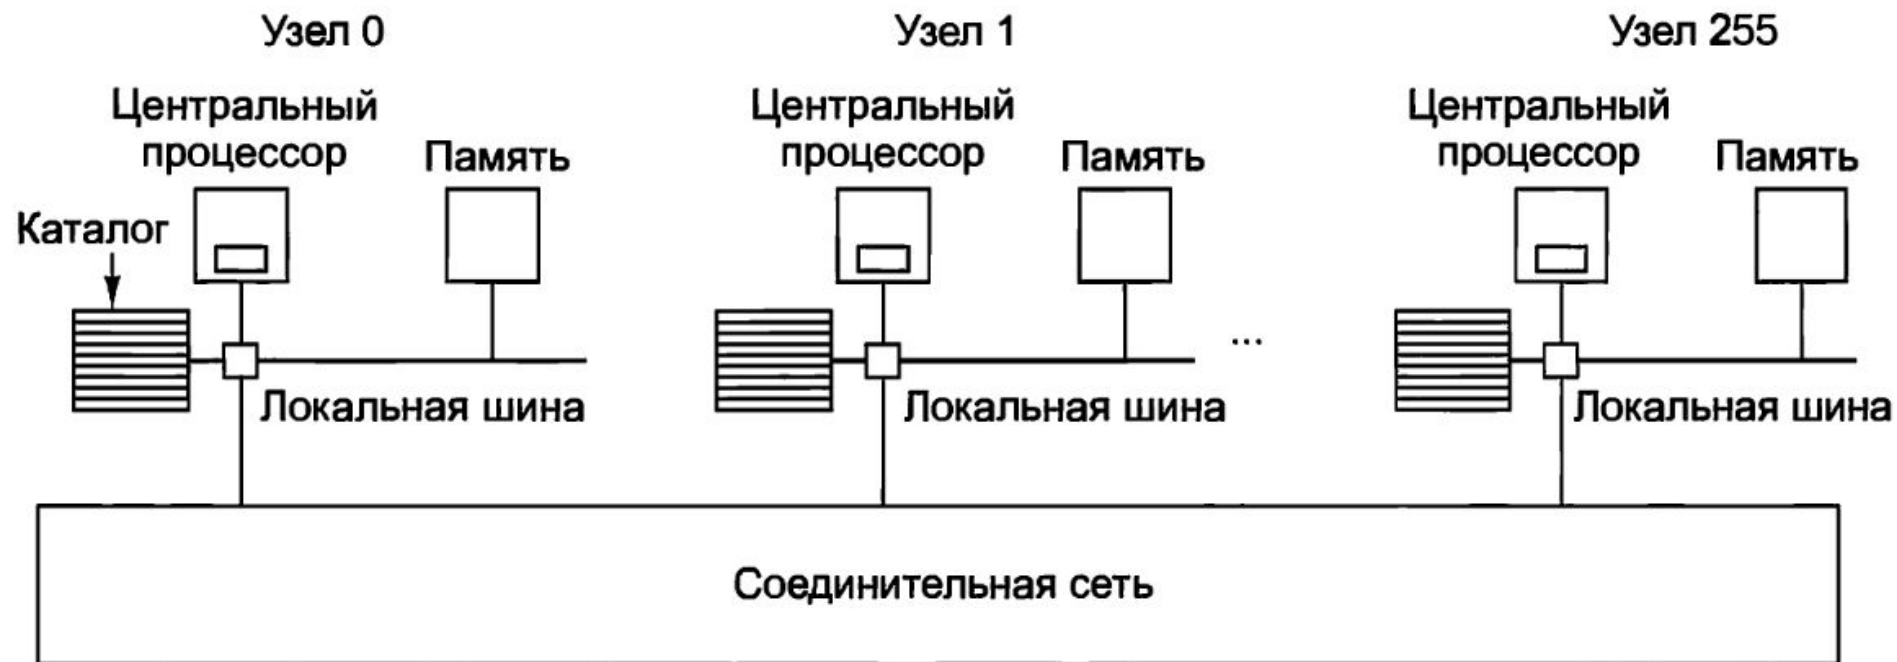 Узел 0
Узел 1
Узел 255
Центральный
процессор
Память
Центральный
процессор
Память
Центральный
процессор
Память
Каталог
...
Локальная шина
Локальная шина
Локальная шина
Соединительная сеть